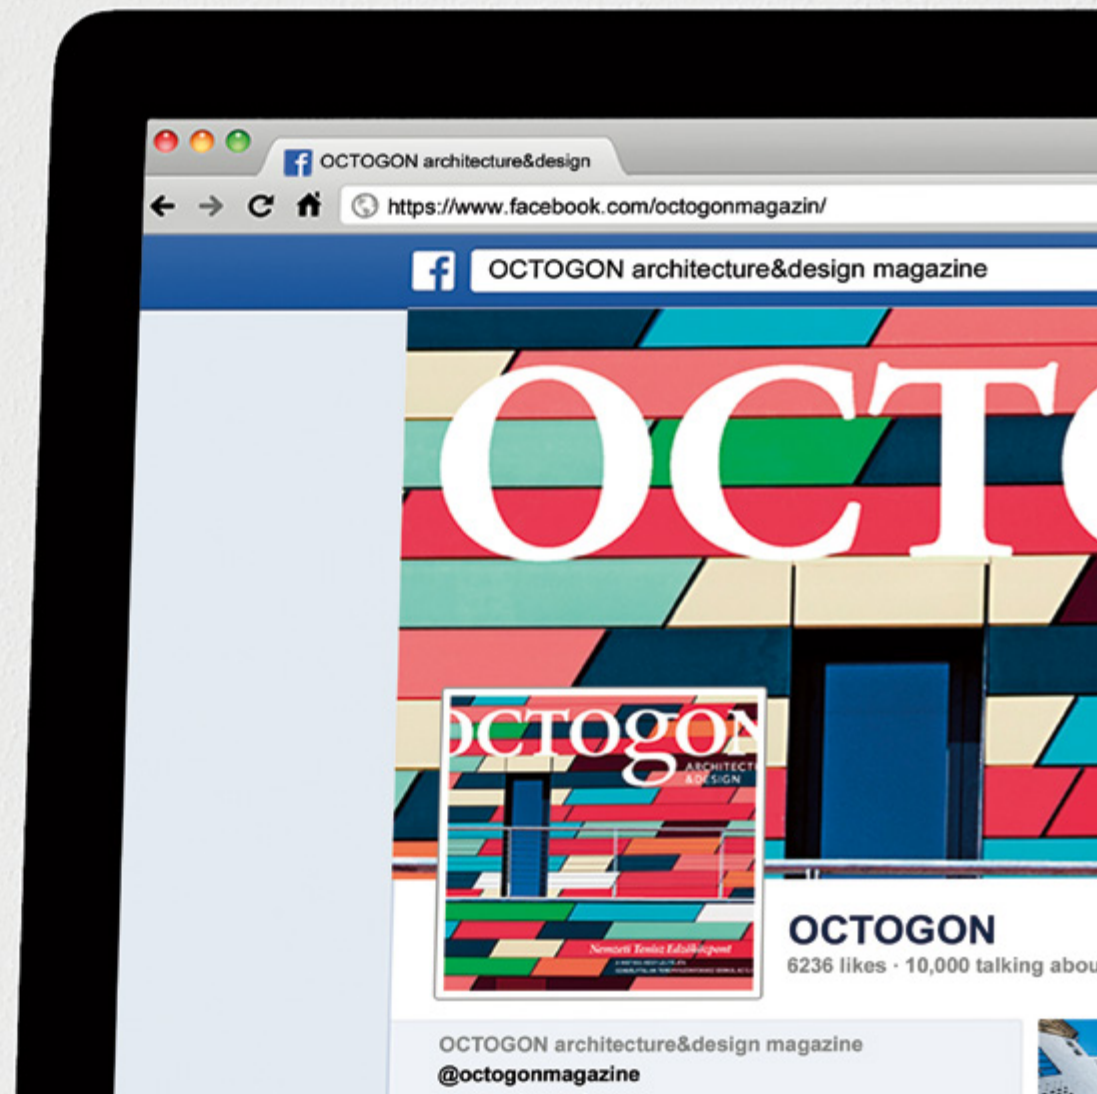 OCTOGON architecture&design
https://www.facebook.com/octogonmagazin/
OCTOGON architecture&design magazine
OCT
OCTOgON
ARCHITECT
&DESIGN
Nemzeti Tenisz Edzőközpont
OCTOGON
6236 likes · 10,000 talking abou
OCTOGON architecture&design magazine
@octogonmagazine